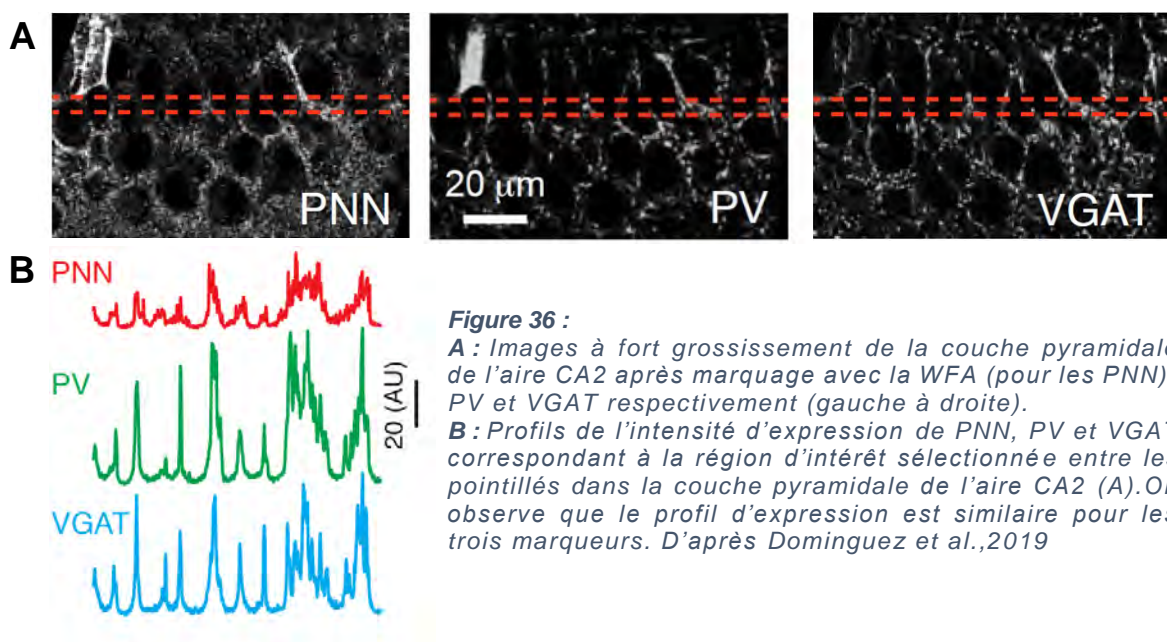 A
PNN
20 µm
PV
VGAT
B
PNN
PV
VGAT
20 (AU)
Figure 36 :
A : Images à fort grossissement de la couche pyramidale
de l'aire CA2 après marquage avec la WFA (pour les PNN)
PV et VGAT respectivement (gauche à droite).
B : Profils de l'intensité d'expression de PNN, PV et VGAT
correspondant à la région d'intérêt sélectionnée entre les
pointillés dans la couche pyramidale de l'aire CA2 (A).
observe que le profil d'expression est similaire pour les
trois marqueurs. D'après Dominguez et al.,2019